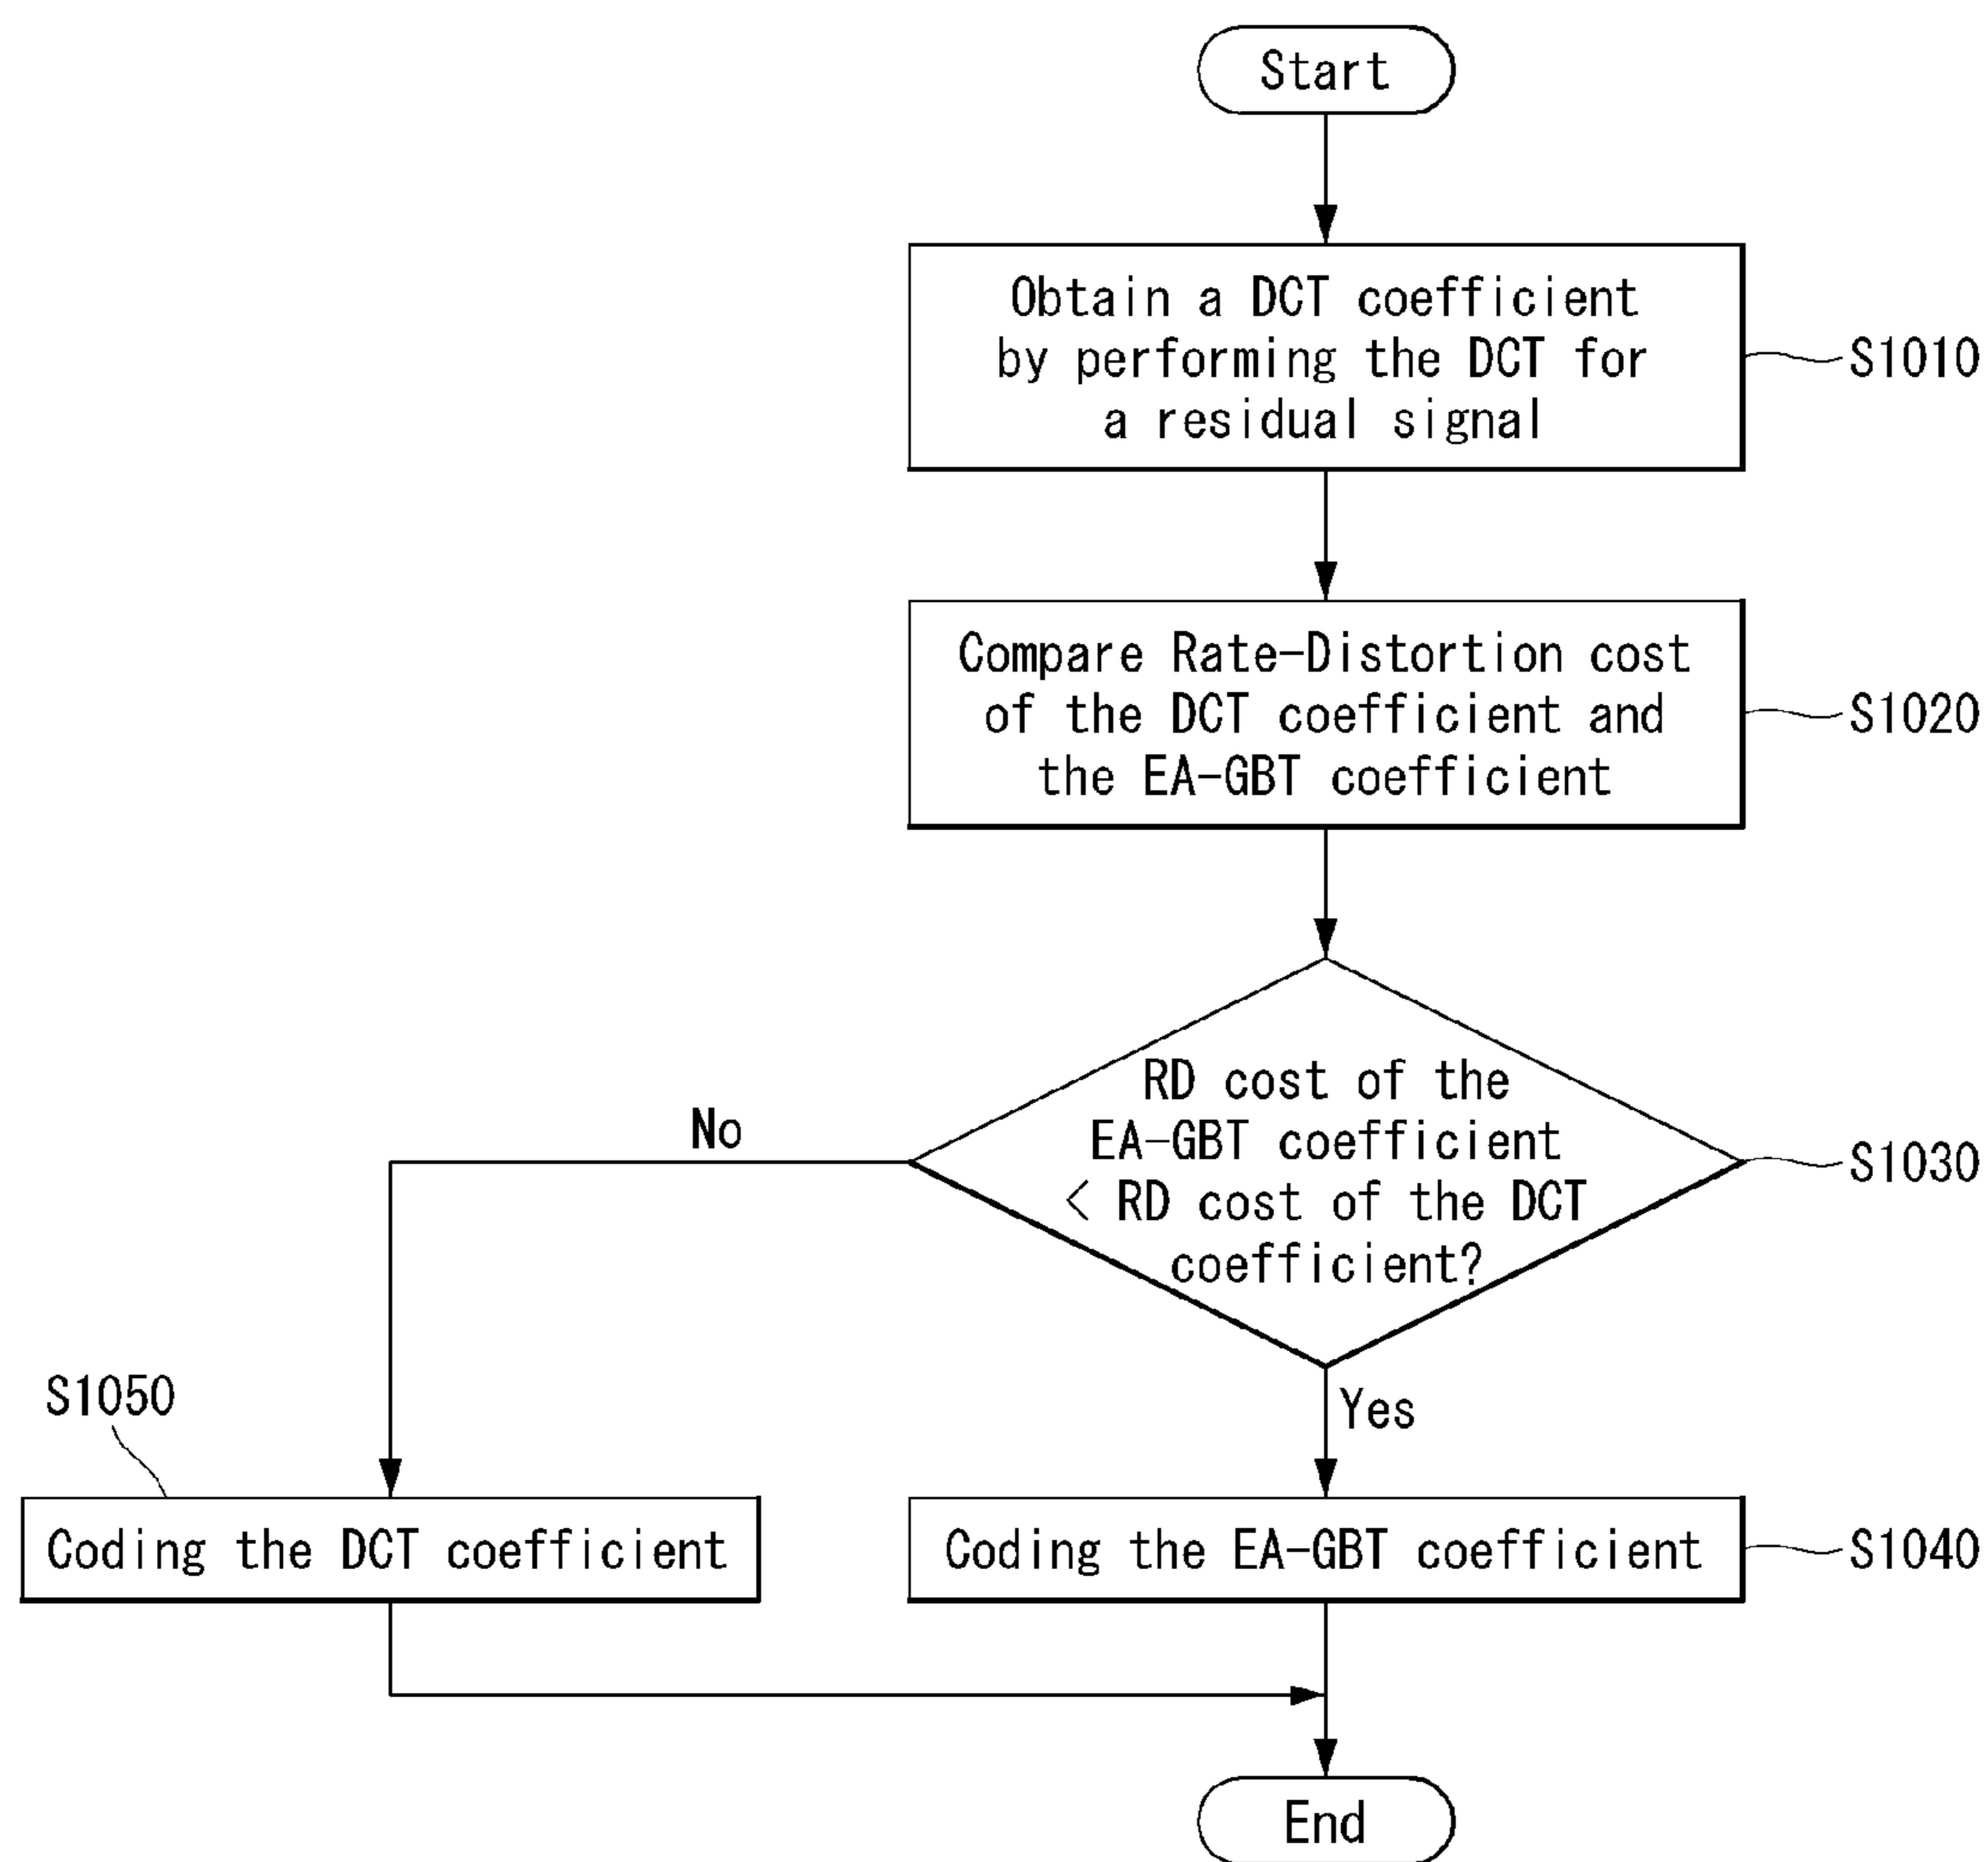 Start
Obtain a DCT coefficient
by performing the DCT for
a residual signal
S1010
Compare Rate-Distortion cost
of the DCT coefficient and
the EA-GBT coefficient
S1020
RD cost of the
EA-GBT coefficient
< RD cost of the DCT
coefficient?
S1030
No
Yes
S1050
Coding the DCT coefficient
Coding the EA-GBT coefficient
S1040
End